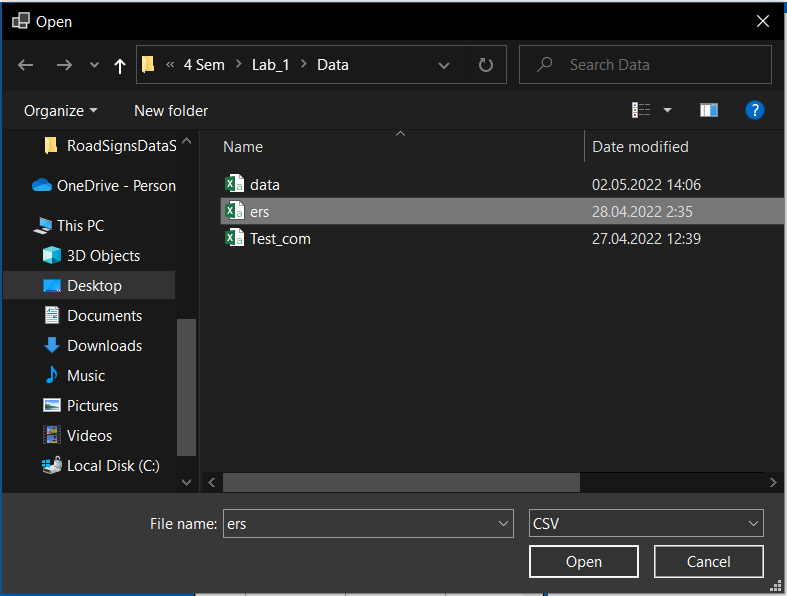 Open
« 4 Sem > Lab_1 > Data
Search Data
Organize
New folder
?
RoadSignsDataS
OneDrive - Person
This PC
3D Objects
Desktop
Documents
Downloads
Music
Pictures
Videos
Local Disk (C:)
Name Date modified
data 02.05.2022 14:06
ers 28.04.2022 2:35
Test_com 27.04.2022 12:39
File name: ers
CSV
Open Cancel